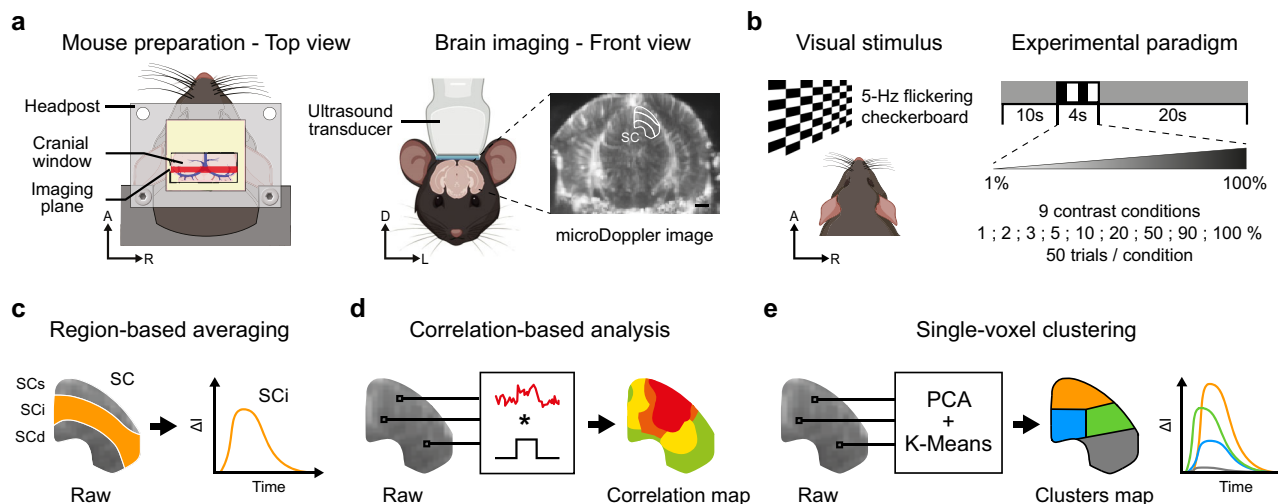 a
Mouse preparation - Top view
Headpost
Cranial
window
Imaging
plane
A
R
Brain imaging - Front view
Ultrasound
transducer
SC
D
L
microDoppler image
b
Visual stimulus
5-Hz flickering
checkerboard
A
R
Experimental paradigm
10s
4s
20s
1%
100%
9 contrast conditions
1 ; 2 ; 3 ; 5 ; 10 ; 20 ; 50 ; 90 ; 100 %
50 trials / condition
c
Region-based averaging
SCs
SC
SCi
SCd
Raw
ΔI
SCi
Time
d
Correlation-based analysis
*
Raw
Correlation map
e
Single-voxel clustering
PCA
+
K-Means
Raw
Clusters map
ΔI
Time